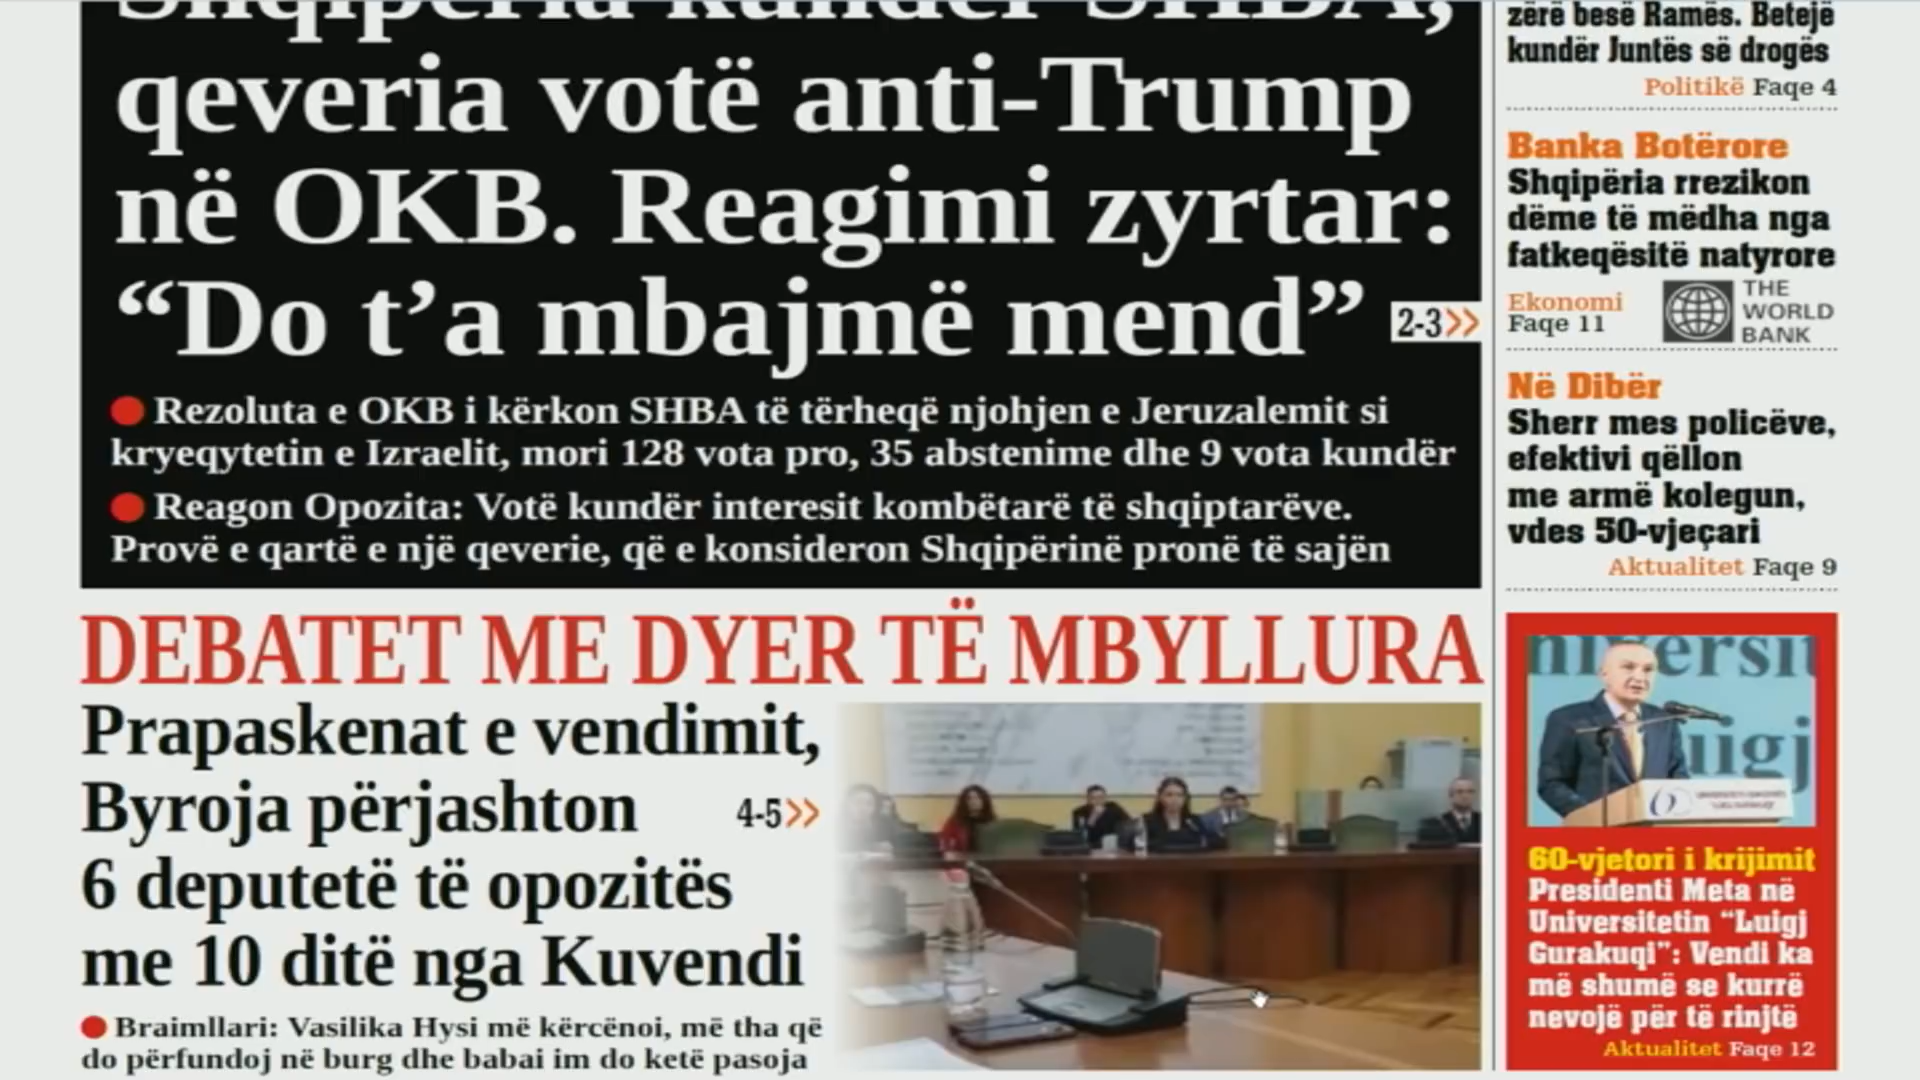 Shqipëria kundër SHBA,
qeveria votë anti-Trump
në OKB. Reagimi zyrtar:
“Do t’a mbajmë mend”
2-3>>
Rezoluta e OKB i kërkon SHBA të tërheqë njohjen e Jeruzalemit si
kryeqytetin e Izraelit, mori 128 vota pro, 35 abstenime dhe 9 vota kundër
Reagon Opozita: Votë kundër interesit kombëtarë të shqiptarëve.
Provë e qartë e një qeverie, që e konsideron Shqipërinë pronë të sajën
DEBATET ME DYER TË MBYLLURA
Prapaskenat e vendimit,
Byroja përjashton
4-5>>
6 deputetë të opozitës
me 10 ditë nga Kuvendi
Braimllari: Vasilika Hysi më kërcënoi, më tha që
do përfundoj në burg dhe babai im do ketë pasoja
zërë besë Ramës. Betejë
kundër Juntës së drogës
Politikë Faqe 4
Banka Botërore
Shqipëria rrezikon
dëme të mëdha nga
fatkeqësitë natyrore
Ekonomi
Faqe 11
THE
WORLD
BANK
Në Dibër
Sherr mes policëve,
efektivi qëllon
me armë kolegun,
vdes 50-vjeçari
Aktualitet Faqe 9
niversit
uigj
60-vjetori i krijimit
Presidenti Meta në
Universitetin “Luigj
Gurakuqi”: Vendi ka
më shumë se kurrë
nevojë për të rinjtë
Aktualitet Faqe 12